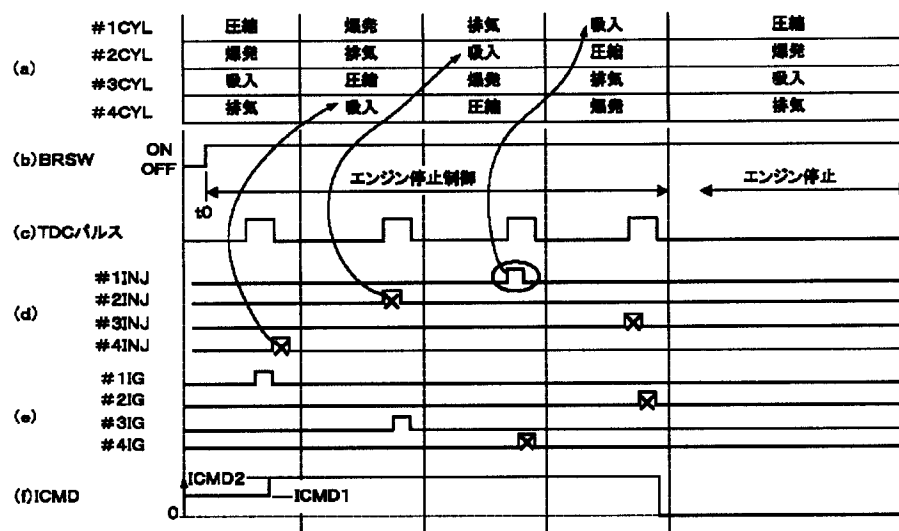 #1CYL 圧縮 爆発 排気 吸入 圧縮
#2CYL 爆発 排気 吸入 圧縮 爆発
(a)
#3CYL 吸入 圧縮 爆発 排気 吸入
#4CYL 排気 吸入 圧縮 爆発 排気
(b)BRSW ON
OFF
エンジン停止制御 エンジン停止
t0
(c)TDCパルス
#1INJ
#2INJ
(d)
#3INJ
#4INJ
#1IG
#2IG
(e)
#3IG
#4IG
ICMD2
(f)ICMD ICMD1
0